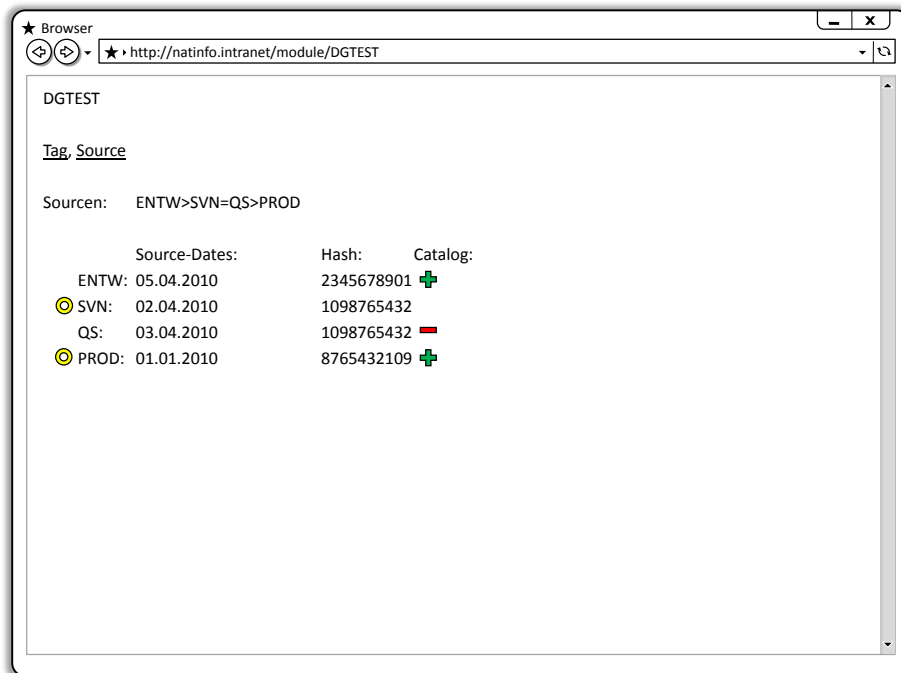 Browser
http://natinfo.intranet/module/DGTEST
DGTEST
Tag, Source
Sourcen: ENTW>SVN=QS>PROD
Source-Dates: Hash: Catalog:
ENTW: 05.04.2010 2345678901
SVN: 02.04.2010 1098765432
QS: 03.04.2010 1098765432
PROD: 01.01.2010 8765432109